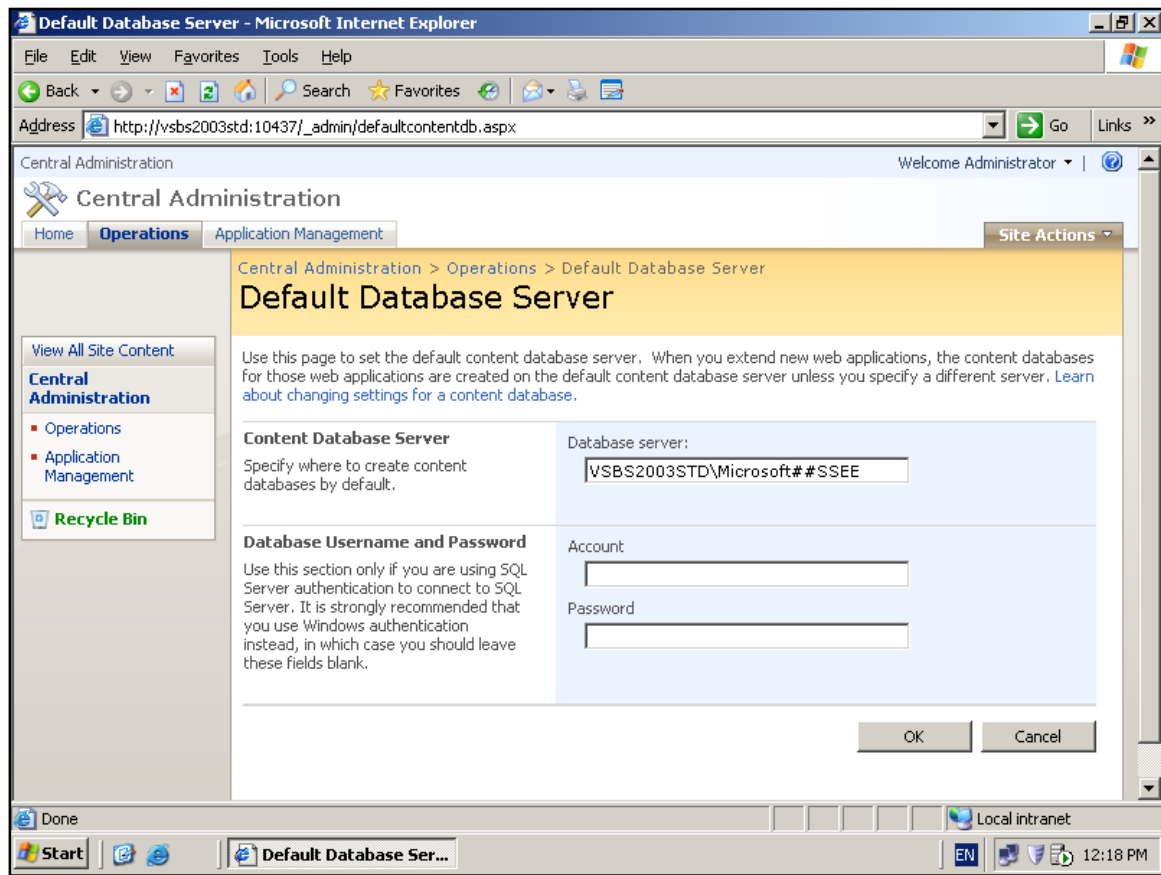 Default Database Server - Microsoft Internet Explorer
File Edit View Favorites Tools Help
Back Search Favorites
Address http://vsbs2003std:10437/_admin/defaultcontentdb.aspx Go Links »
Central Administration Welcome Administrator |
Central Administration
Home Operations Application Management Site Actions
Central Administration > Operations > Default Database Server
Default Database Server
View All Site Content
Central
Administration
Operations
Application
Management
Recycle Bin
Use this page to set the default content database server. When you extend new web applications, the content databases
for those web applications are created on the default content database server unless you specify a different server. Learn
about changing settings for a content database.
Content Database Server
Specify where to create content
databases by default.
Database server:
VSBS2003STD\Microsoft##SSEE
Database Username and Password
Use this section only if you are using SQL
Server authentication to connect to SQL
Server. It is strongly recommended that
you use Windows authentication
instead, in which case you should leave
these fields blank.
Account
Password
OK Cancel
Done Local intranet
Start Default Database Ser... EN 12:18 PM